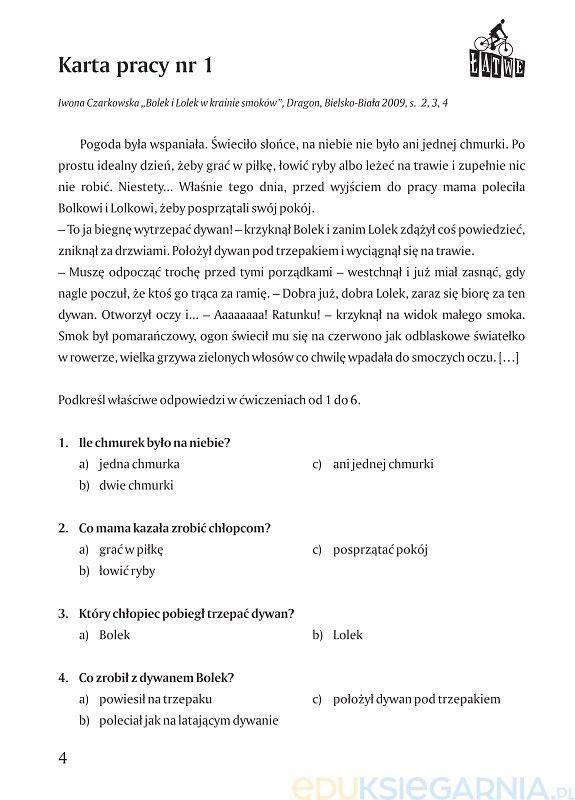 ŁATWE
Karta pracy nr 1
Iwona Czarkowska „Bolek i Lolek w krainie smoków”, Dragon, Bielsko-Biała 2009, s. 2, 3, 4
Pogoda była wspaniała. Świeciło słońce, na niebie nie było ani jednej chmurki. Po
prostu idealny dzień, żeby grać w piłkę, łowić ryby albo leżeć na trawie i zupełnie nic
nie robić. Niestety... Właśnie tego dnia, przed wyjściem do pracy mama poleciła
Bolkowi i Lolkowi, żeby posprzątali swój pokój.
– To ja biegnę wytrzepać dywan! – krzyknął Bolek i zanim Lolek zdążył coś powiedzieć,
zniknął za drzwiami. Położył dywan pod trzepakiem i wyciągnął się na trawie.
– Muszę odpocząć trochę przed tymi porządkami – westchnął i już miał zasnąć, gdy
nagle poczuł, że ktoś go trąca za ramię. – Dobra już, dobra Lolek, zaraz się biorę za ten
dywan. Otworzył oczy i... – Aaaaaaaa! Ratunku! – krzyknął na widok małego smoka.
Smok był pomarańczowy, ogon świecił mu się na czerwono jak odblaskowe światełko
w rowerze, wielka grzywa zielonych włosów co chwilę wpadała do smoczych oczu. [...]
Podkreśl właściwe odpowiedzi w ćwiczeniach od 1 do 6.
1. Ile chmurek było na niebie?
a) jedna chmurka
c) ani jednej chmurki
b) dwie chmurki
2. Co mama kazała zrobić chłopcom?
a) grać w piłkę
c) posprzątać pokój
b) łowić ryby
3. Który chłopiec pobiegł trzepać dywan?
a) Bolek
b) Lolek
4. Co zrobił z dywanem Bolek?
a) powiesił na trzepaku
c) położył dywan pod trzepakiem
b) poleciał jak na latającym dywanie
4
EDUKSIEGARNIA.PL